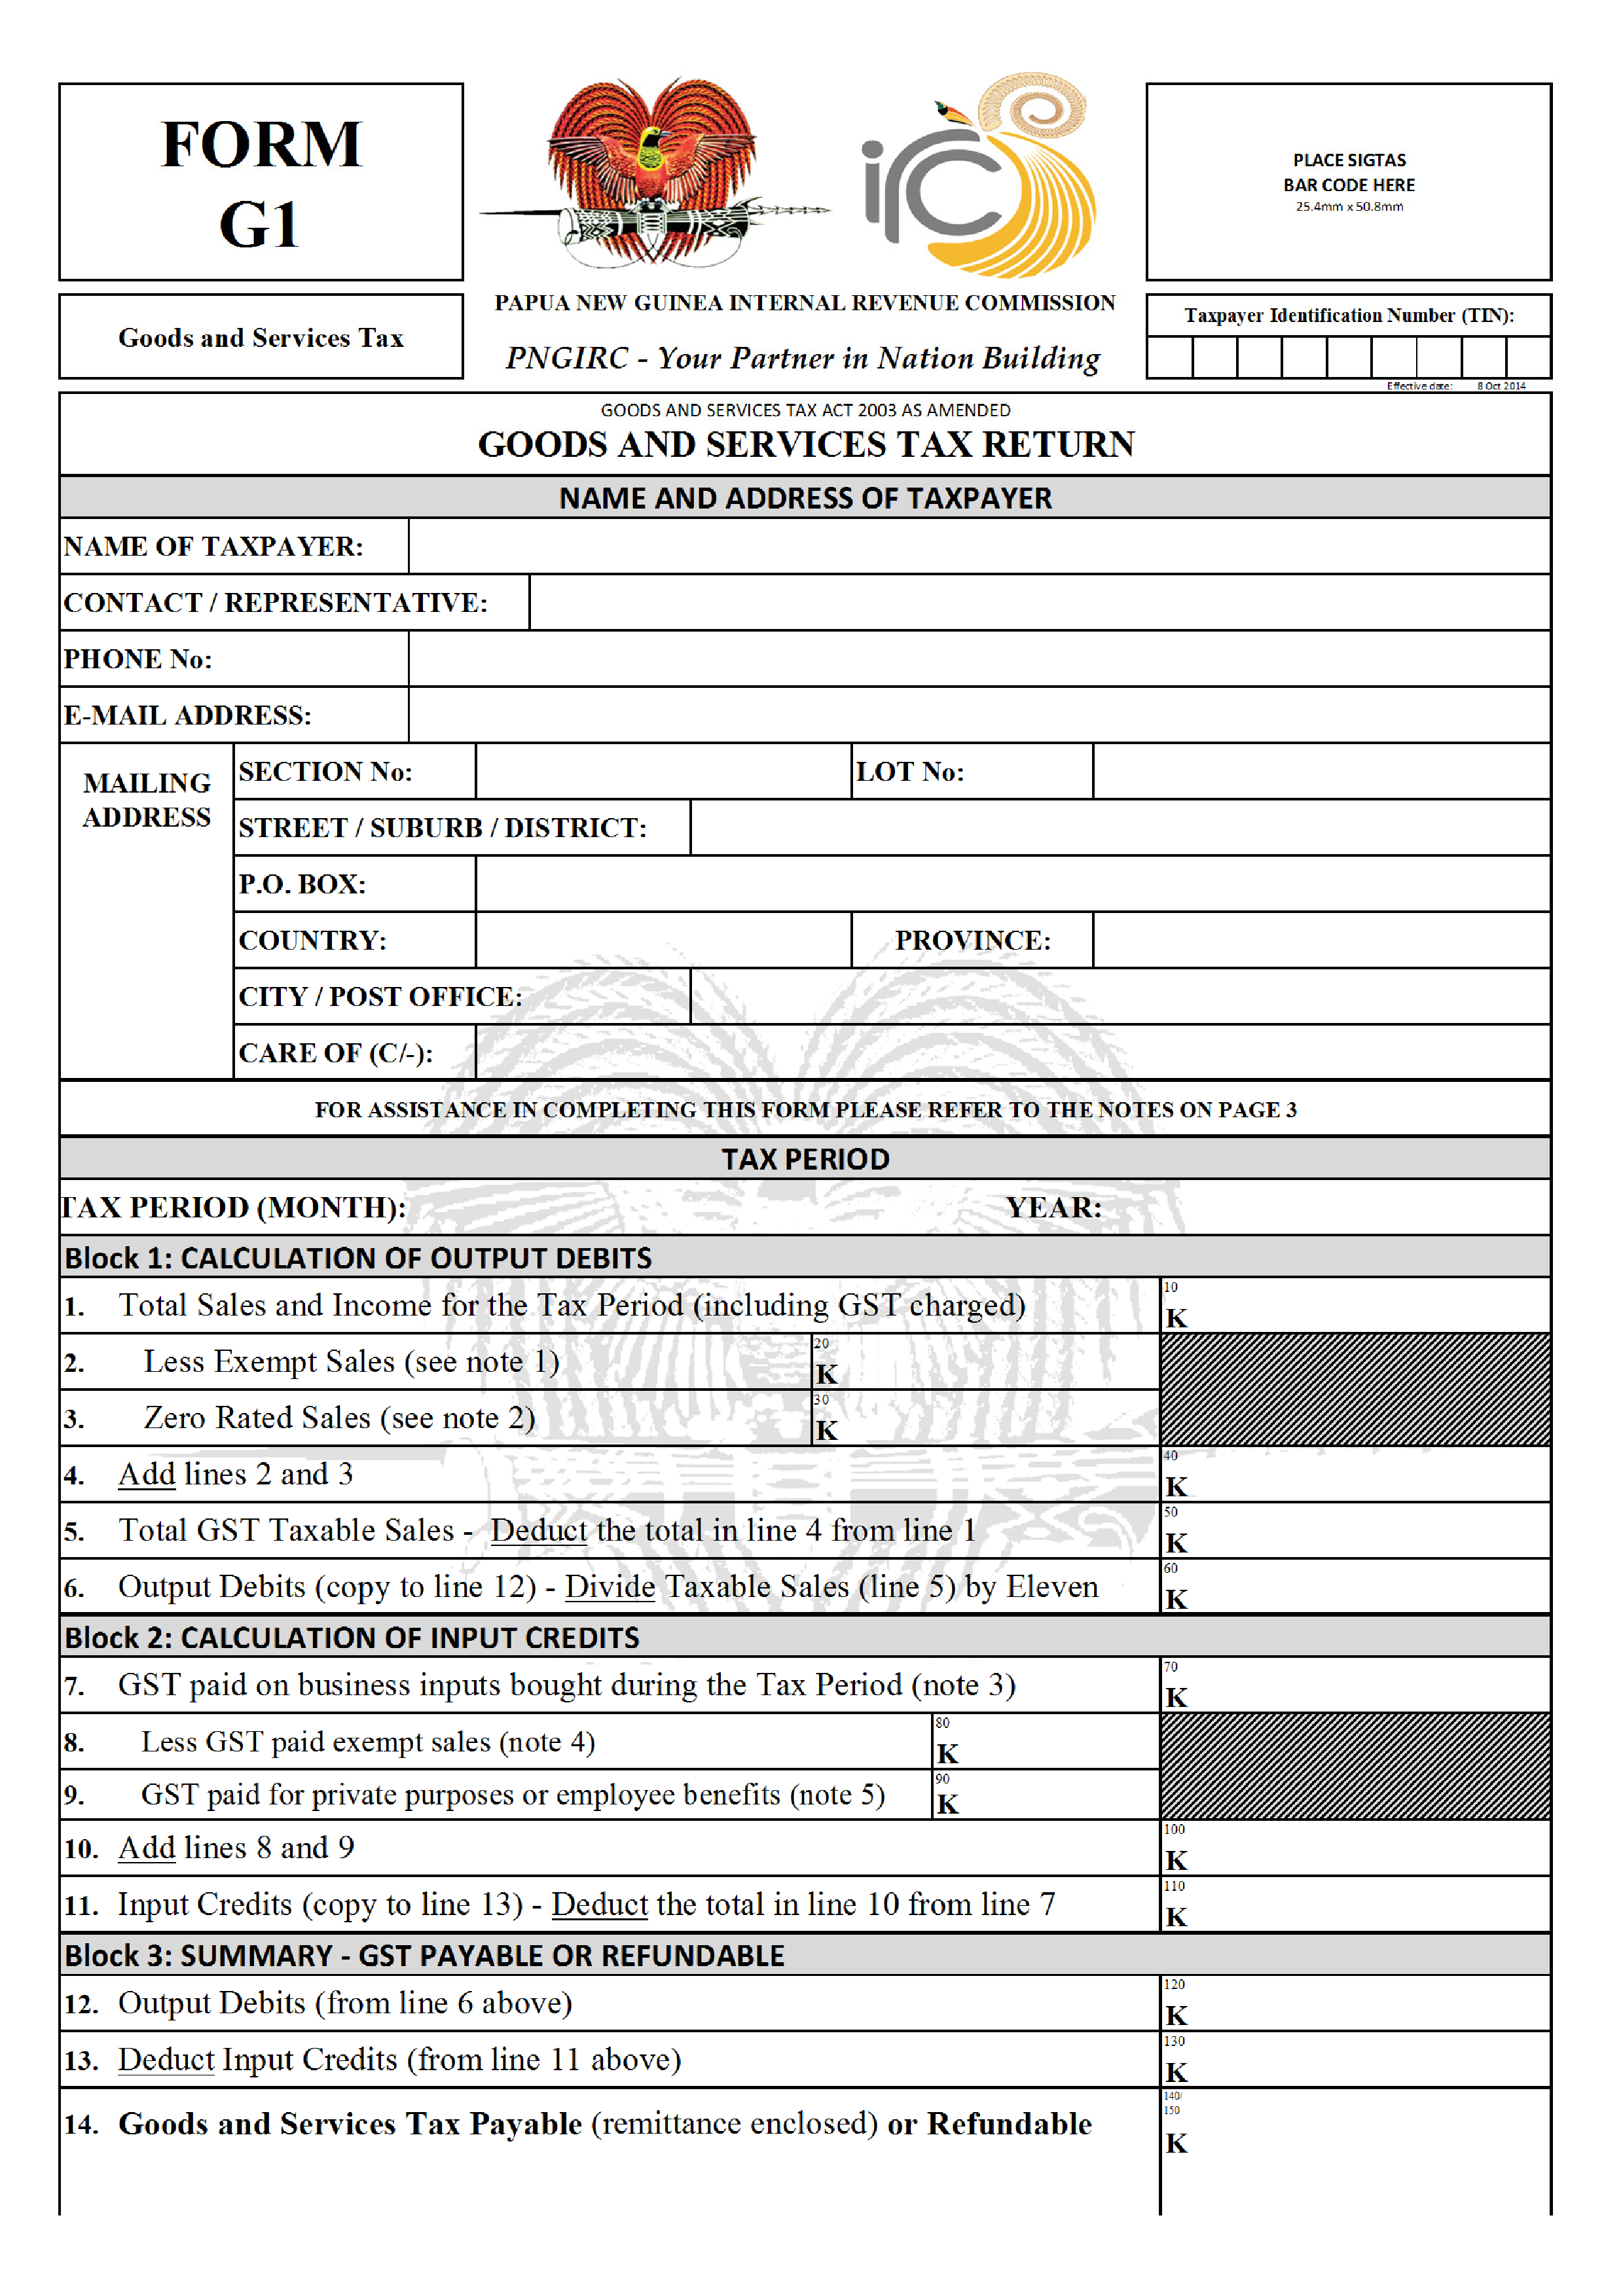 FORM
G1
irc
PLACE SIGTAS
BAR CODE HERE
25.4mm x 50.8mm
Goods and Services Tax
PAPUA NEW GUINEA INTERNAL REVENUE COMMISSION
PNGIRC - Your Partner in Nation Building
Taxpayer Identification Number (TIN):
Effective date: 8 Oct 2014
GOODS AND SERVICES TAX ACT 2003 AS AMENDED
GOODS AND SERVICES TAX RETURN
NAME AND ADDRESS OF TAXPAYER
NAME OF TAXPAYER:
CONTACT / REPRESENTATIVE:
PHONE No:
E-MAIL ADDRESS:
MAILING
ADDRESS
SECTION No: LOT No:
STREET / SUBURB / DISTRICT:
P.O. BOX:
COUNTRY: PROVINCE:
CITY / POST OFFICE:
CARE OF (C/-):
FOR ASSISTANCE IN COMPLETING THIS FORM PLEASE REFER TO THE NOTES ON PAGE 3
TAX PERIOD
TAX PERIOD (MONTH): YEAR:
Block 1: CALCULATION OF OUTPUT DEBITS
1. Total Sales and Income for the Tax Period (including GST charged) 10 K
2. Less Exempt Sales (see note 1) 20 K
3. Zero Rated Sales (see note 2) 30 K
4. Add lines 2 and 3 40 K
5. Total GST Taxable Sales - Deduct the total in line 4 from line 1 50 K
6. Output Debits (copy to line 12) - Divide Taxable Sales (line 5) by Eleven 60 K
Block 2: CALCULATION OF INPUT CREDITS
7. GST paid on business inputs bought during the Tax Period (note 3) 70 K
8. Less GST paid exempt sales (note 4) 80 K
9. GST paid for private purposes or employee benefits (note 5) 90 K
10. Add lines 8 and 9 100 K
11. Input Credits (copy to line 13) - Deduct the total in line 10 from line 7 110 K
Block 3: SUMMARY - GST PAYABLE OR REFUNDABLE
12. Output Debits (from line 6 above) 120 K
13. Deduct Input Credits (from line 11 above) 130 K
14. Goods and Services Tax Payable (remittance enclosed) or Refundable 140/ 150 K